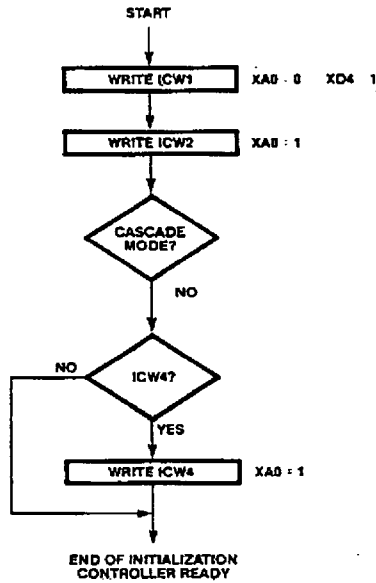 START
WRITE ICW1 XA0 = 0 XD4 = 1
WRITE ICW2 XA0 = 1
CASCADE
MODE?
NO
NO
ICW4?
YES
WRITE ICW4 XA0 = 1
END OF INITIALIZATION
CONTROLLER READY